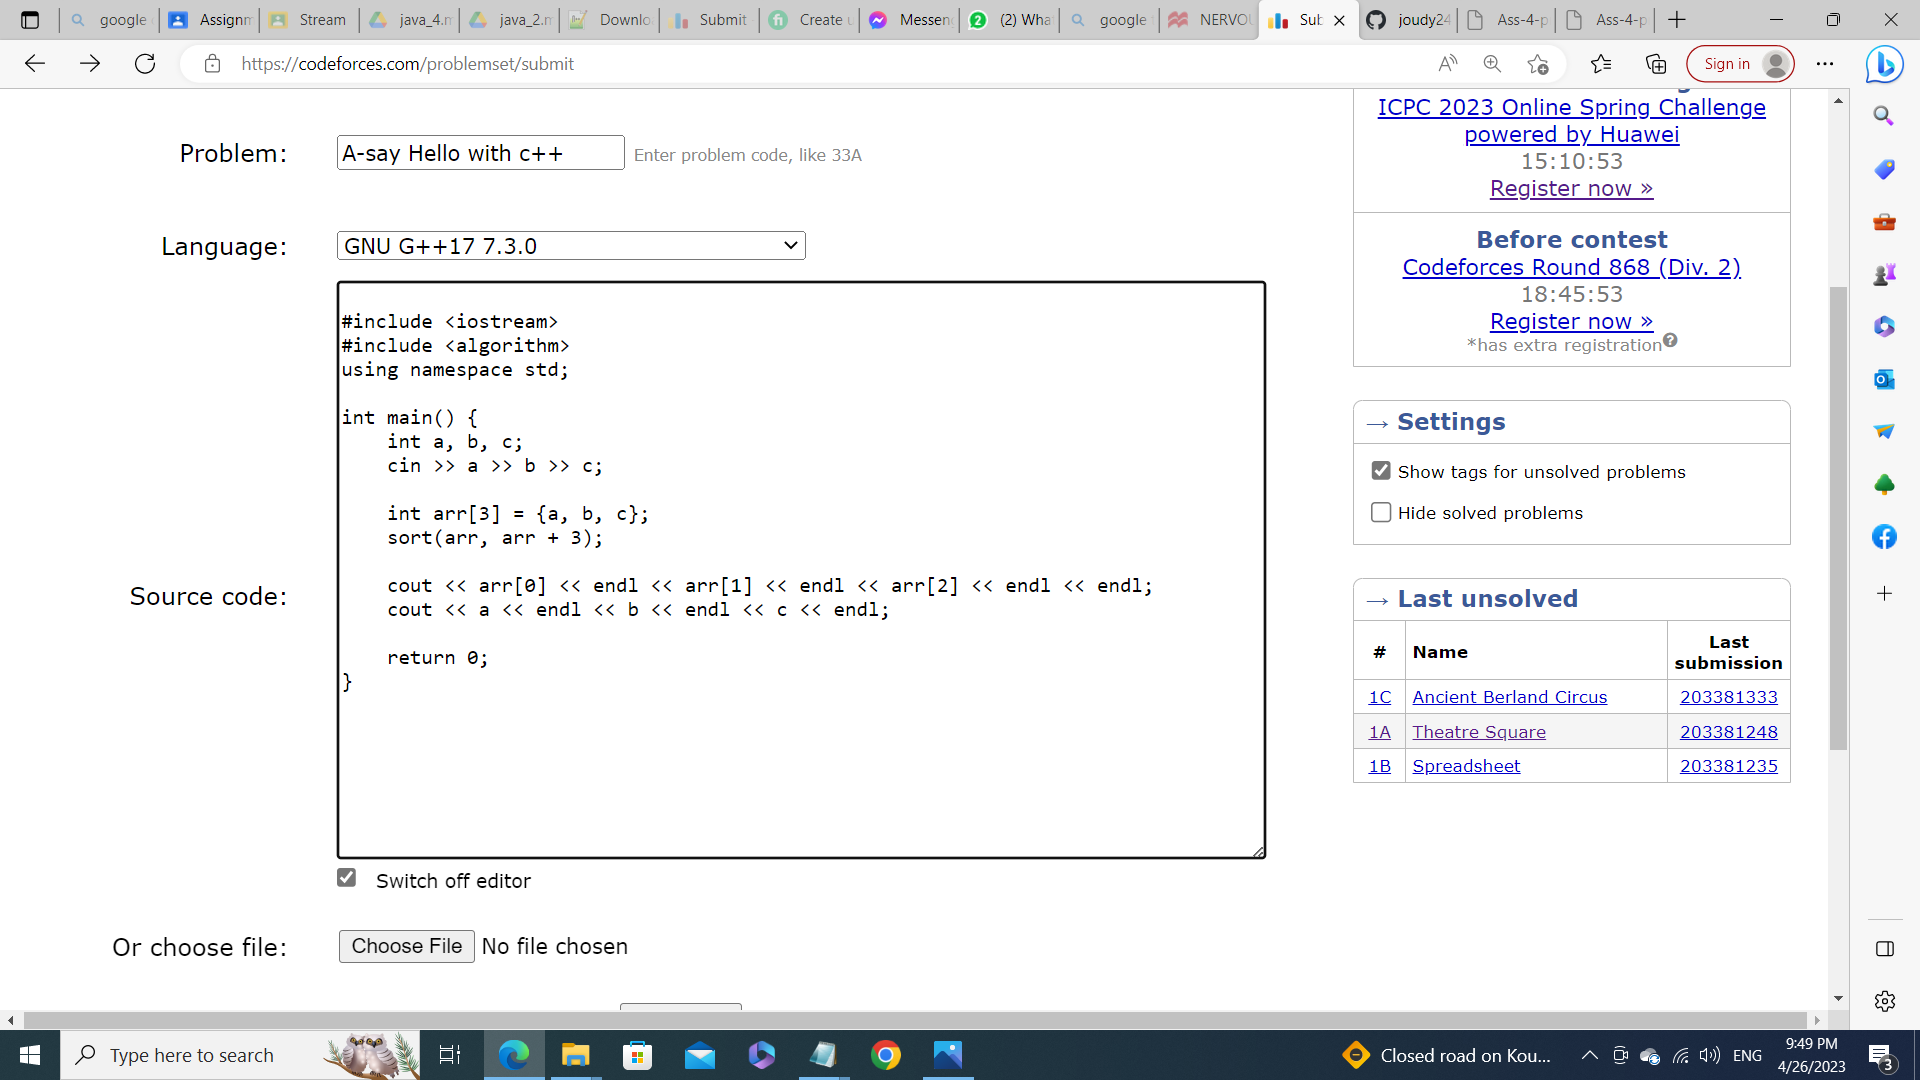 google
Assignm
Stream
java_4.m
java_2.m
Downlo
Submit
Create u
Messen
(2) Wha
google
NERVOU
Sub
joudy24
Ass-4-p
Ass-4-p
https://codeforces.com/problemset/submit
Sign in
Problem:
A-say Hello with c++
Enter problem code, like 33A
Language:
GNU G++17 7.3.0
Source code:
#include <iostream>
#include <algorithm>
using namespace std;
int main() {
int a, b, c;
cin >> a >> b >> c;
int arr[3] = {a, b, c};
sort(arr, arr + 3);
cout << arr[0] << endl << arr[1] << endl << arr[2] << endl << endl;
cout << a << endl << b << endl << c << endl;
return 0;
}
Switch off editor
Or choose file:
Choose File No file chosen
ICPC 2023 Online Spring Challenge
powered by Huawei
15:10:53
Register now »
Before contest
Codeforces Round 868 (Div. 2)
18:45:53
Register now »
*has extra registration
→ Settings
Show tags for unsolved problems
Hide solved problems
→ Last unsolved
# Name Last submission
1C Ancient Berland Circus 203381333
1A Theatre Square 203381248
1B Spreadsheet 203381235
Type here to search
Closed road on Kou...
ENG
9:49 PM
4/26/2023
3